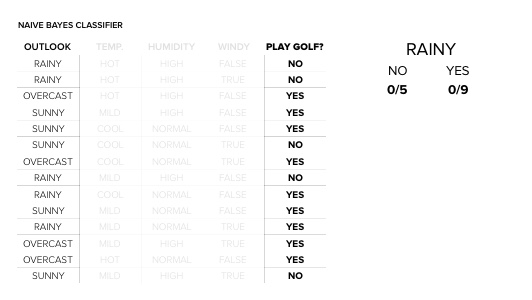 NAIVE BAYES CLASSIFIER
OUTLOOK TEMP. HUMIDITY WINDY PLAY GOLF?
RAINY HOT HIGH FALSE NO
RAINY HOT HIGH TRUE NO
OVERCAST HOT HIGH FALSE YES
SUNNY MILD HIGH FALSE YES
SUNNY COOL NORMAL FALSE YES
SUNNY COOL NORMAL TRUE NO
OVERCAST COOL NORMAL TRUE YES
RAINY MILD HIGH FALSE NO
RAINY COOL NORMAL FALSE YES
SUNNY MILD NORMAL FALSE YES
RAINY MILD NORMAL TRUE YES
OVERCAST MILD HIGH TRUE YES
OVERCAST HOT NORMAL FALSE YES
SUNNY MILD HIGH TRUE NO
RAINY
NO YES
0/5 0/9